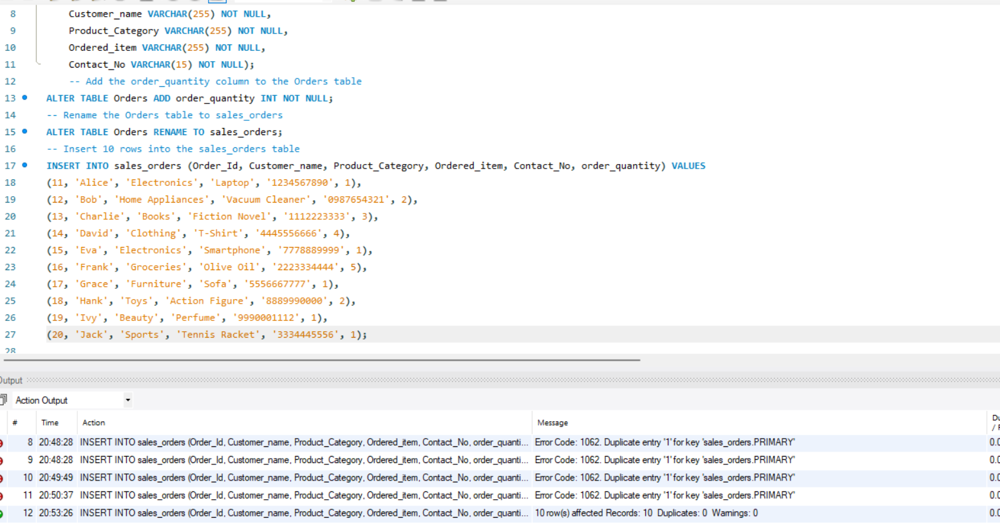 8 Customer_name VARCHAR(255) NOT NULL,
9 Product_Category VARCHAR(255) NOT NULL,
10 Ordered_item VARCHAR(255) NOT NULL,
11 Contact_No VARCHAR(15) NOT NULL);
12 -- Add the order_quantity column to the Orders table
13 ALTER TABLE Orders ADD order_quantity INT NOT NULL;
14 -- Rename the Orders table to sales_orders
15 ALTER TABLE Orders RENAME TO sales_orders;
16 -- Insert 10 rows into the sales_orders table
17 INSERT INTO sales_orders (Order_Id, Customer_name, Product_Category, Ordered_item, Contact_No, order_quantity) VALUES
18 (11, 'Alice', 'Electronics', 'Laptop', '1234567890', 1),
19 (12, 'Bob', 'Home Appliances', 'Vacuum Cleaner', '0987654321', 2),
20 (13, 'Charlie', 'Books', 'Fiction Novel', '1112223333', 3),
21 (14, 'David', 'Clothing', 'T-Shirt', '4445556666', 4),
22 (15, 'Eva', 'Electronics', 'Smartphone', '7778889999', 1),
23 (16, 'Frank', 'Groceries', 'Olive Oil', '2223334444', 5),
24 (17, 'Grace', 'Furniture', 'Sofa', '5556667777', 1),
25 (18, 'Hank', 'Toys', 'Action Figure', '8889990000', 2),
26 (19, 'Ivy', 'Beauty', 'Perfume', '9990001112', 1),
27 (20, 'Jack', 'Sports', 'Tennis Racket', '3334445556', 1);
28
Output
Action Output
# Time Action Message
8 20:48:28 INSERT INTO sales_orders (Order_Id, Customer_name, Product_Category, Ordered_item, Contact_No, order_quanti... Error Code: 1062. Duplicate entry '1' for key 'sales_orders.PRIMARY'
9 20:48:28 INSERT INTO sales_orders (Order_Id, Customer_name, Product_Category, Ordered_item, Contact_No, order_quanti... Error Code: 1062. Duplicate entry '1' for key 'sales_orders.PRIMARY'
10 20:49:49 INSERT INTO sales_orders (Order_Id, Customer_name, Product_Category, Ordered_item, Contact_No, order_quanti... Error Code: 1062. Duplicate entry '1' for key 'sales_orders.PRIMARY'
11 20:50:37 INSERT INTO sales_orders (Order_Id, Customer_name, Product_Category, Ordered_item, Contact_No, order_quanti... Error Code: 1062. Duplicate entry '1' for key 'sales_orders.PRIMARY'
12 20:53:26 INSERT INTO sales_orders (Order_Id, Customer_name, Product_Category, Ordered_item, Contact_No, order_quanti... 10 row(s) affected Records: 10 Duplicates: 0 Warnings: 0